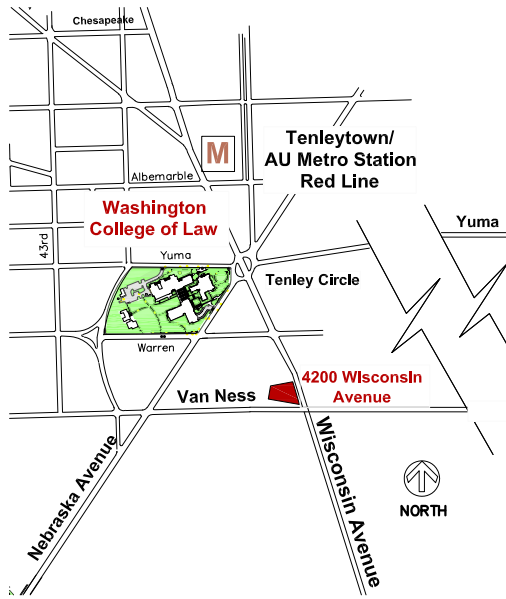 Chesapeake
M
Tenleytown/
AU Metro Station
Red Line
Albemarble
Washington
College of Law
43rd
Yuma
Yuma
Tenley Circle
Warren
4200 WIsconsin
Avenue
Van Ness
Nebraska Avenue
Wisconsin Avenue
NORTH